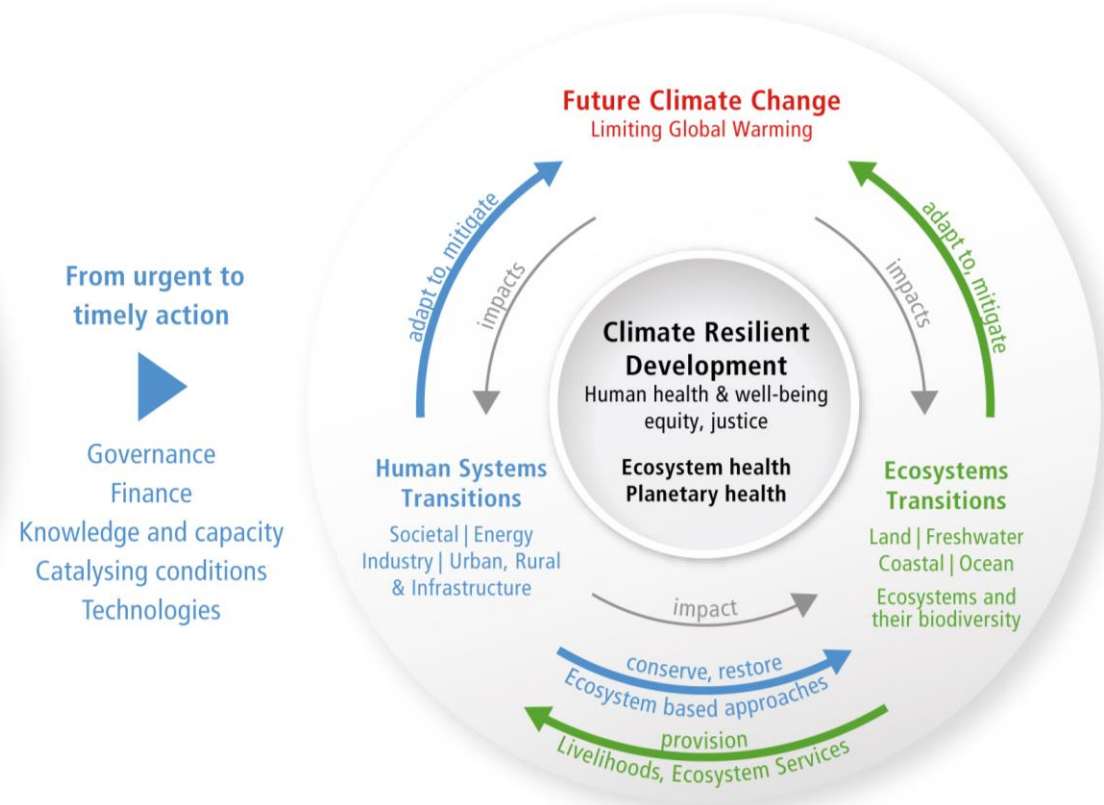 From urgent to
timely action
Governance
Finance
Knowledge and capacity
Catalysing conditions
Technologies
Future Climate Change
Limiting Global Warming
adapt to, mitigate
impacts
impacts
adapt to, mitigate
Climate Resilient
Development
Human health & well-being
equity, justice
Ecosystem health
Planetary health
Human Systems
Transitions
Societal | Energy
Industry | Urban, Rural
& Infrastructure
Ecosystems
Transitions
Land | Freshwater
Coastal | Ocean
Ecosystems and
their biodiversity
impact
conserve, restore
Ecosystem based approaches
provision
Livelihoods, Ecosystem Services